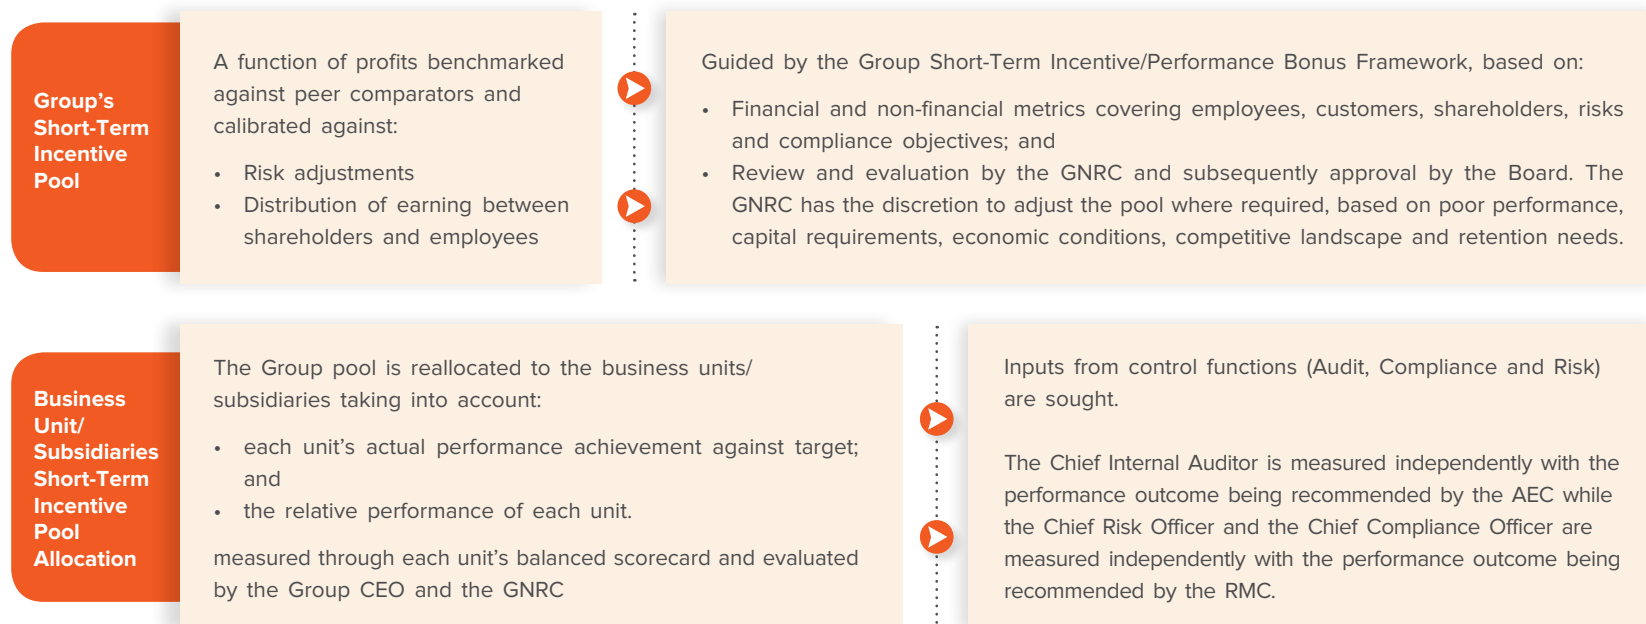 Group's
Short-Term
Incentive
Pool
A function of profits benchmarked
against peer comparators and
calibrated against:
• Risk adjustments
• Distribution of earning between
shareholders and employees
Guided by the Group Short-Term Incentive/Performance Bonus Framework, based on:
• Financial and non-financial metrics covering employees, customers, shareholders, risks
and compliance objectives; and
• Review and evaluation by the GNRC and subsequently approval by the Board. The
GNRC has the discretion to adjust the pool where required, based on poor performance,
capital requirements, economic conditions, competitive landscape and retention needs.
Business
Unit/
Subsidiaries
Short-Term
Incentive
Pool
Allocation
The Group pool is reallocated to the business units/
subsidiaries taking into account:
• each unit's actual performance achievement against target;
and
• the relative performance of each unit.
measured through each unit's balanced scorecard and evaluated
by the Group CEO and the GNRC
Inputs from control functions (Audit, Compliance and Risk)
are sought.
The Chief Internal Auditor is measured independently with the
performance outcome being recommended by the AEC while
the Chief Risk Officer and the Chief Compliance Officer are
measured independently with the performance outcome being
recommended by the RMC.